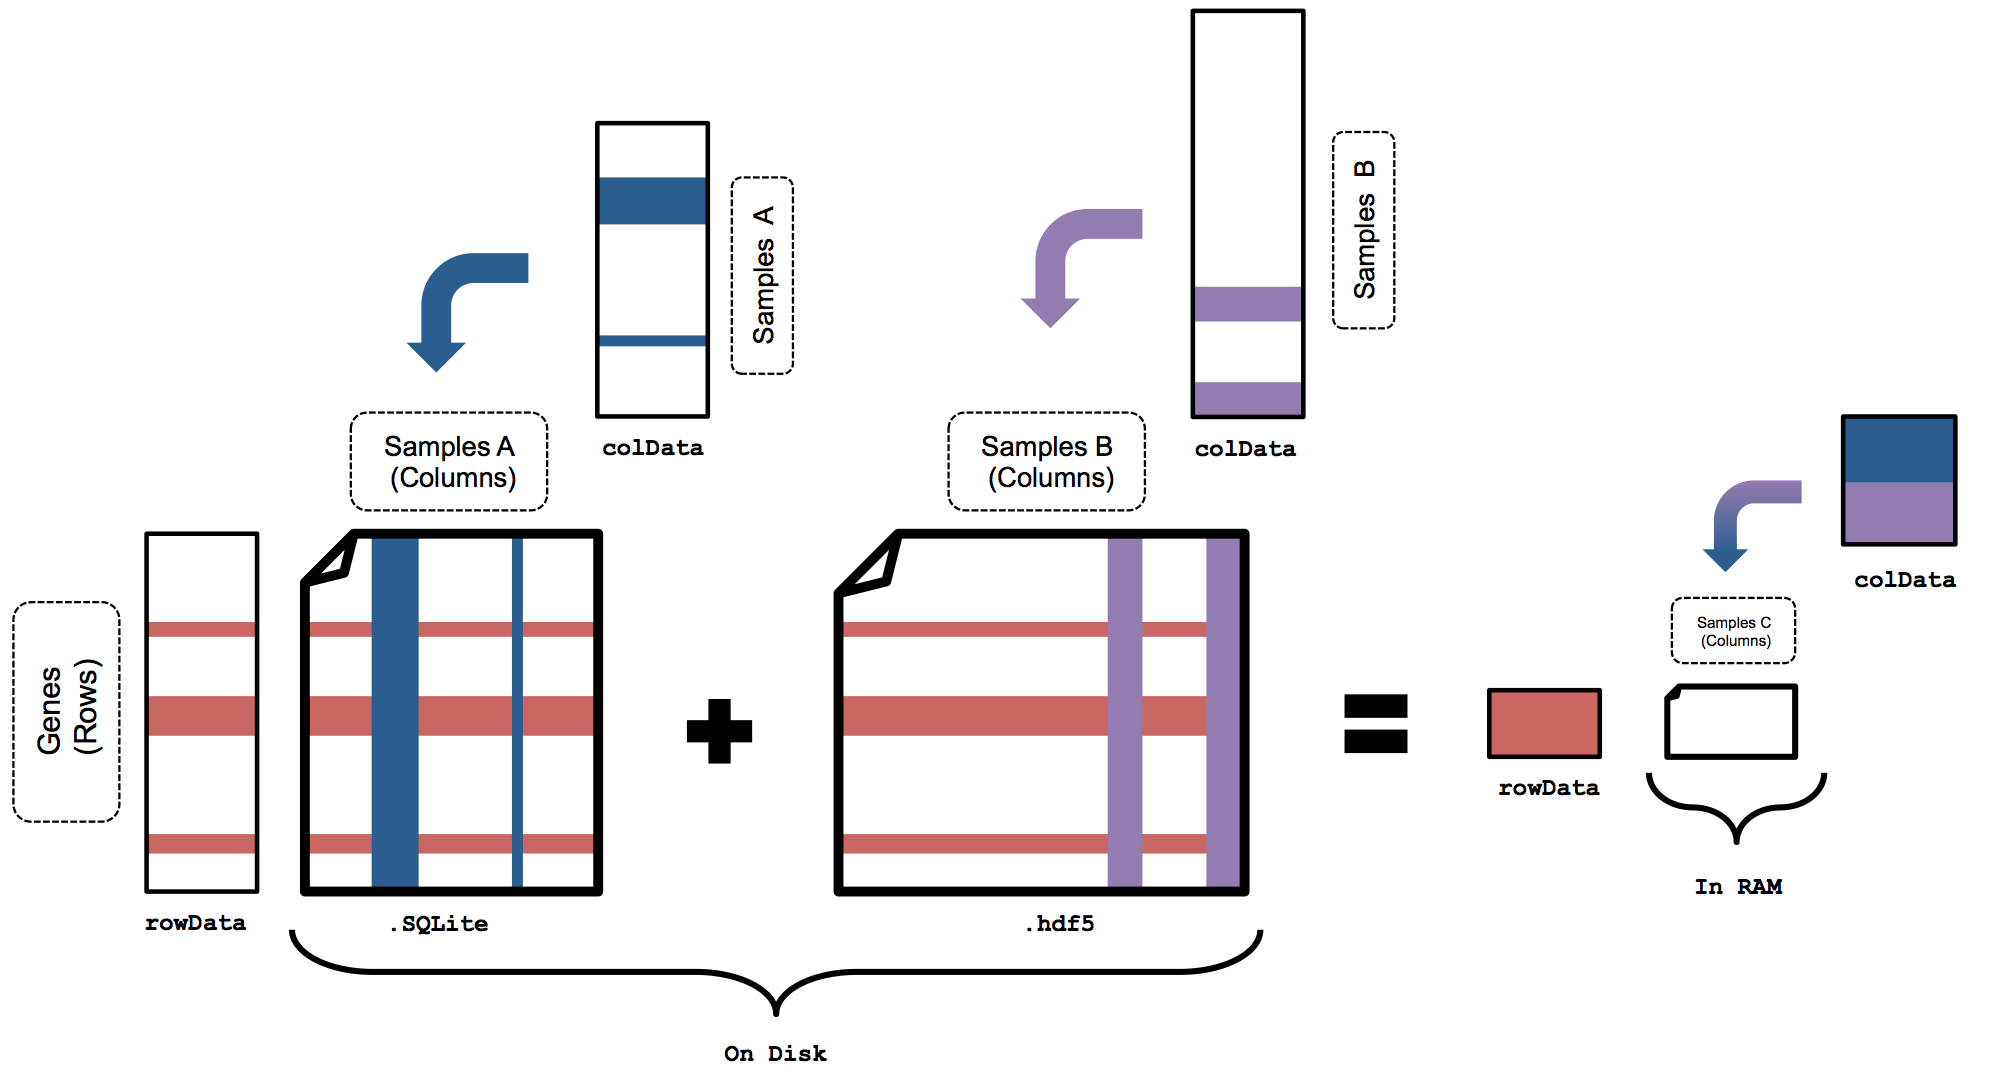 Samples A
colData
Samples B
colData
Samples A
(Columns)
Samples B
(Columns)
colData
Samples C
(Columns)
Genes
(Rows)
rowData
.SQLite
.hdf5
rowData
In RAM
On Disk